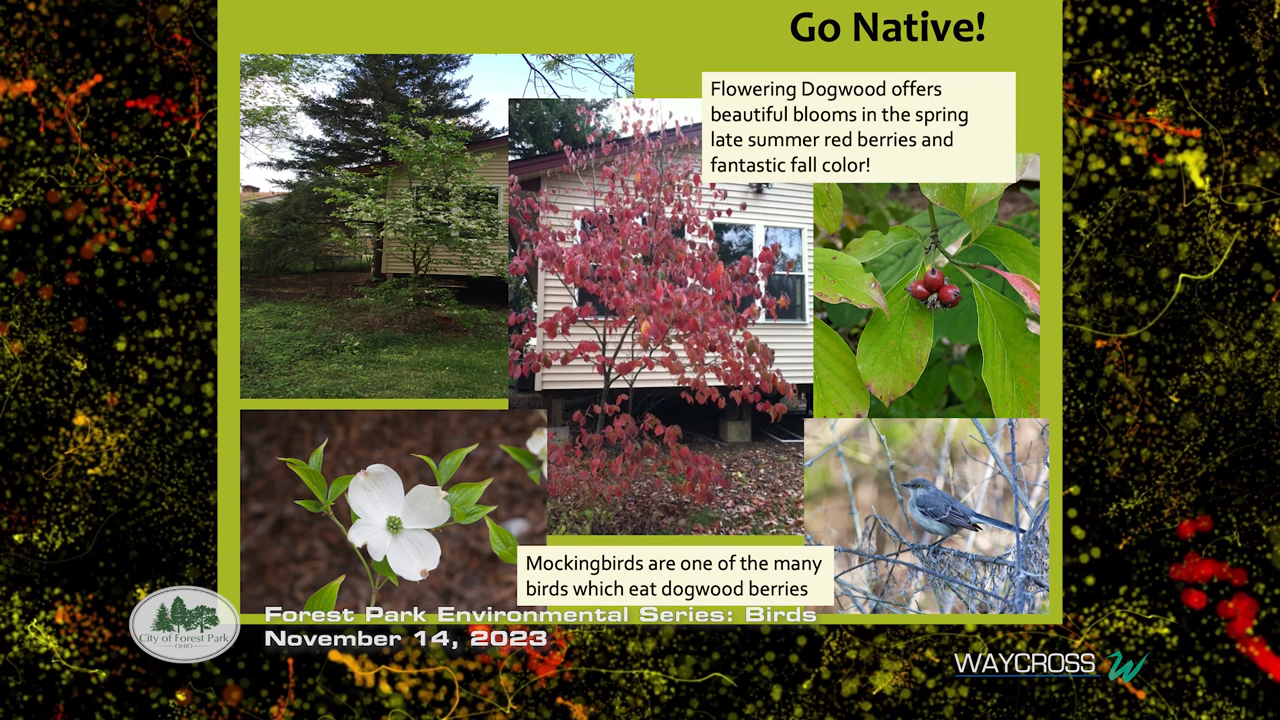 Go Native!
Flowering Dogwood offers
beautiful blooms in the spring
late summer red berries and
fantastic fall color!
Mockingbirds are one of the many
birds which eat dogwood berries
Forest Park Environmental Series: Birds
November 14, 2023
City of Forest Park
OHIO
WAYCROSS W